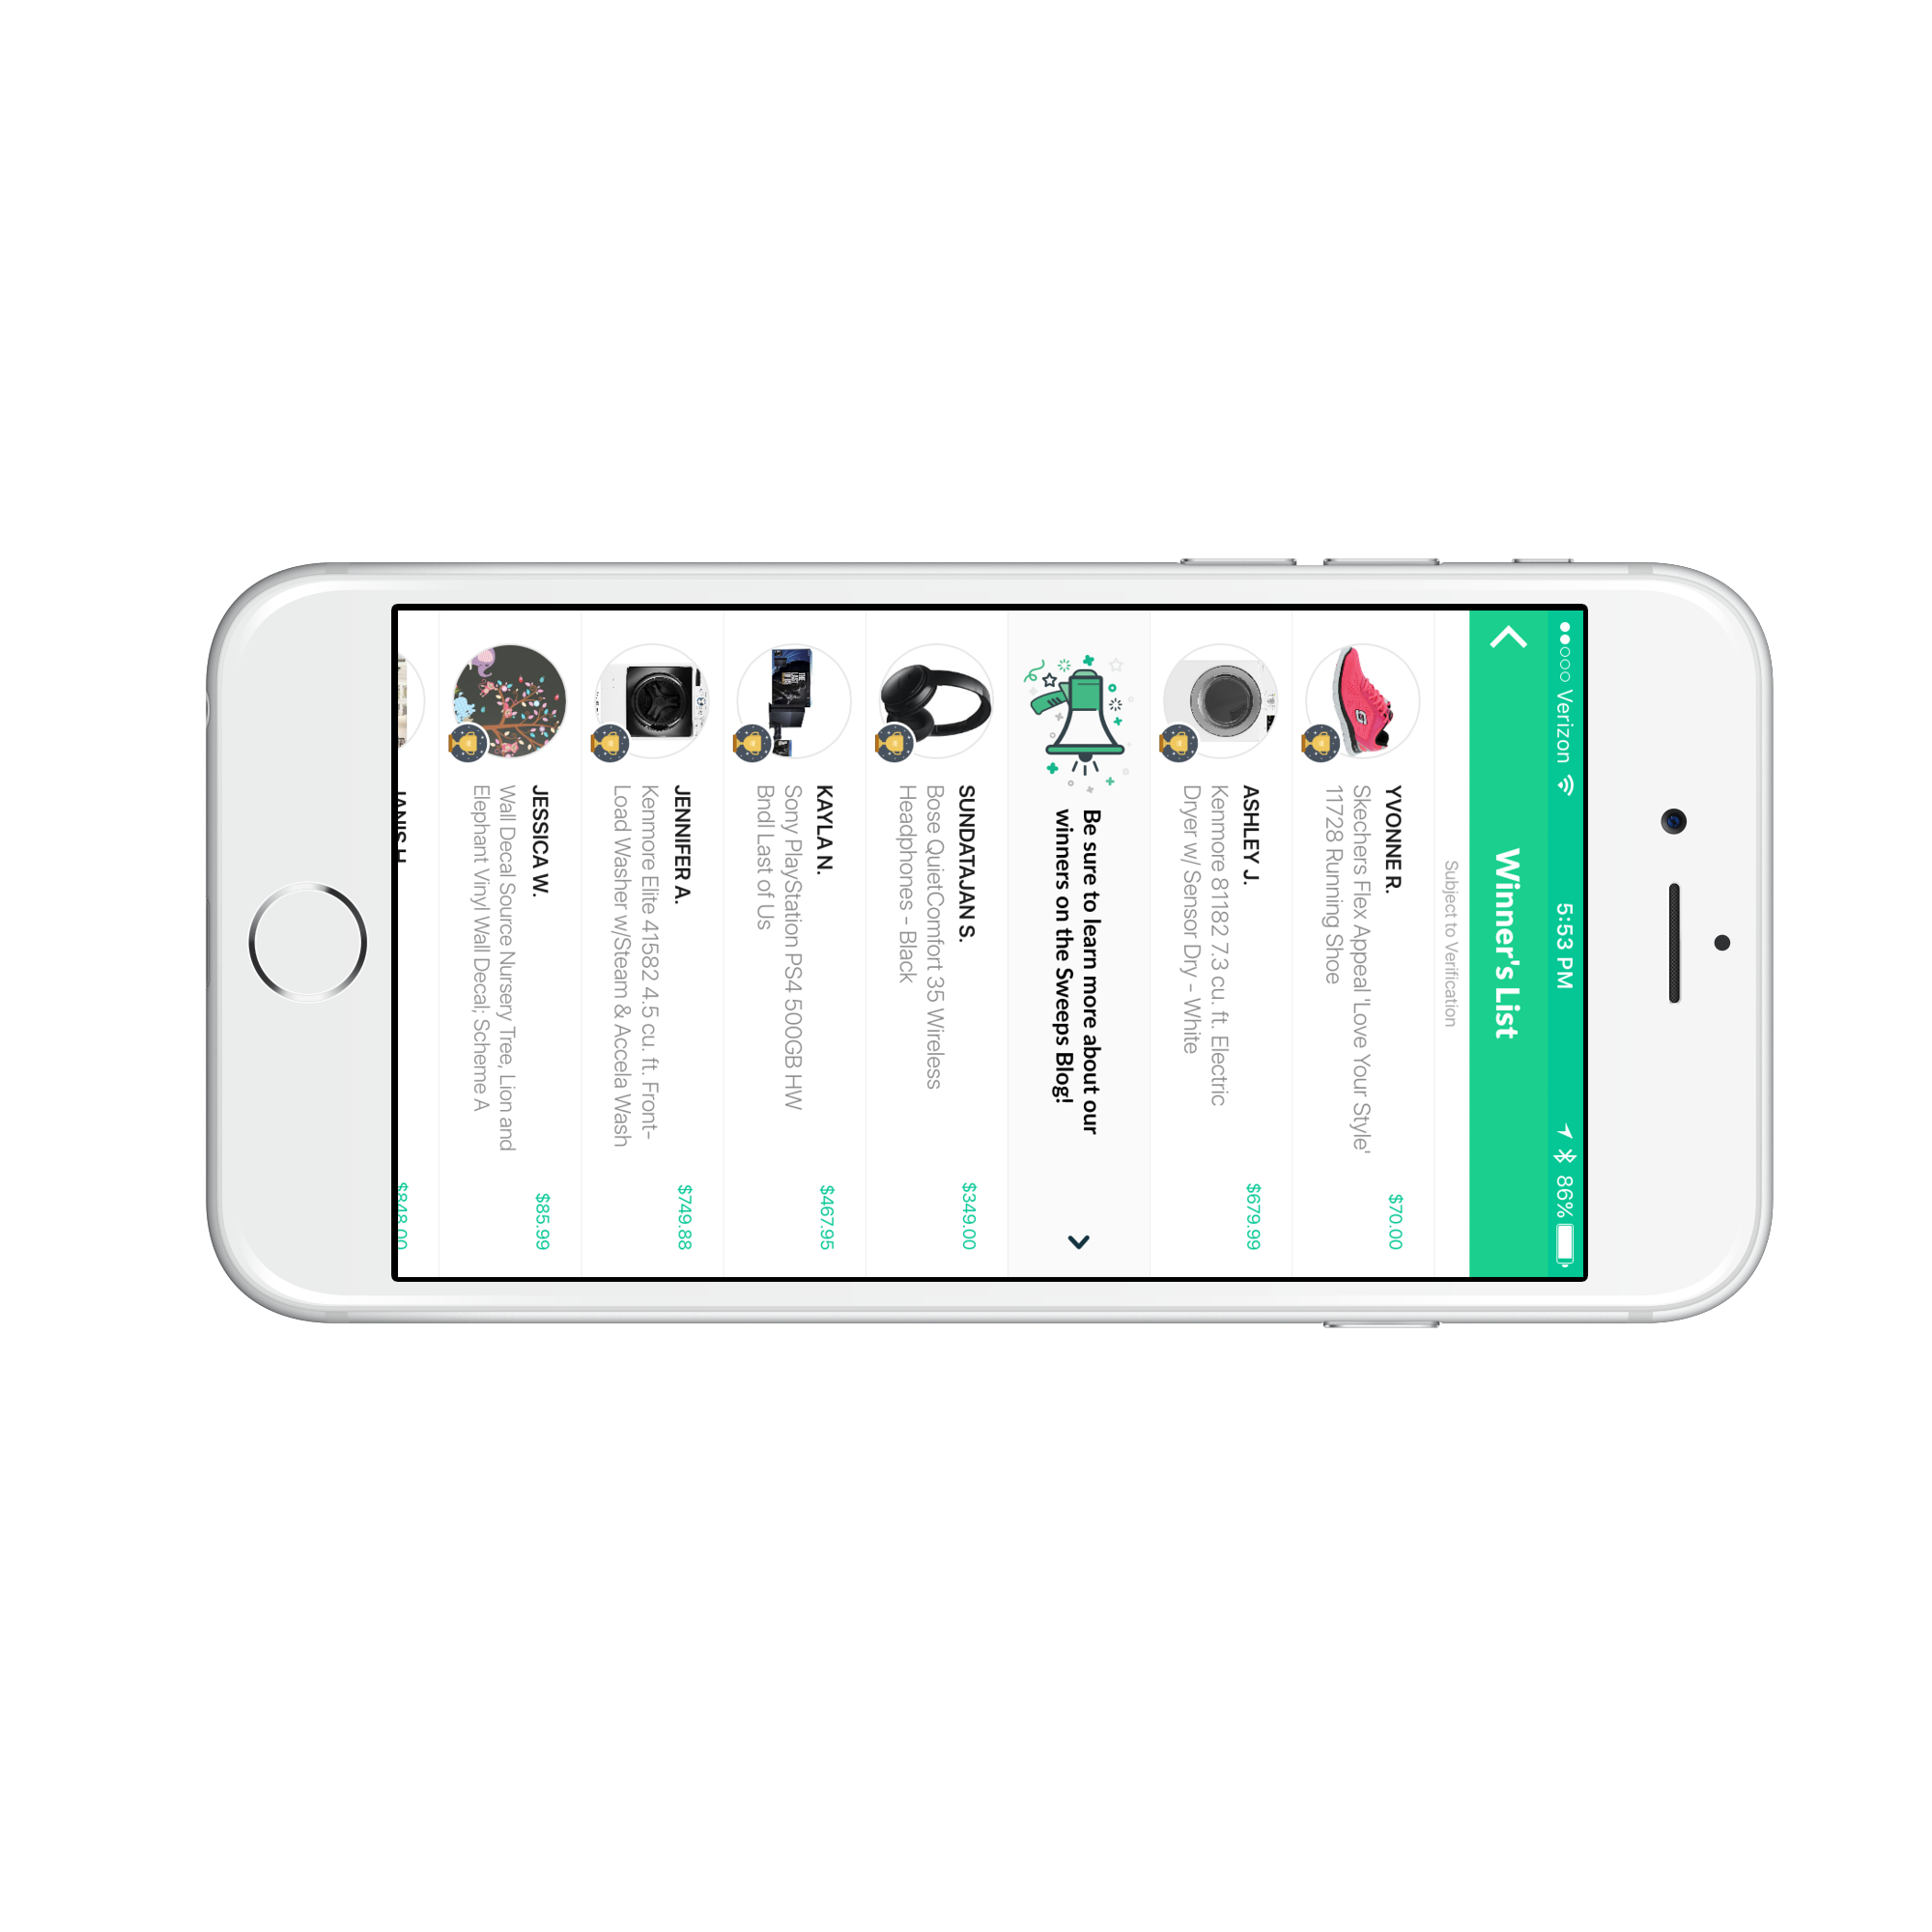 Verizon 5:53 PM 86%
Winner's List
Subject to Verification
YVONNE R. $70.00
Skechers Flex Appeal 'Love Your Style'
11728 Running Shoe
ASHLEY J. $679.99
Kenmore 81182 7.3 cu. ft. Electric
Dryer w/ Sensor Dry - White
Be sure to learn more about our
winners on the Sweeps Blog!
SUNDATAJAN S. $349.00
Bose QuietComfort 35 Wireless
Headphones - Black
KAYLA N. $467.95
Sony PlayStation PS4 500GB HW
Bndl Last of Us
JENNIFER A. $749.88
Kenmore Elite 41582 4.5 cu. ft. Front-
Load Washer w/Steam & Accela Wash
JESSICA W. $85.99
Wall Decal Source Nursery Tree, Lion and
Elephant Vinyl Wall Decal; Scheme A
$848.00